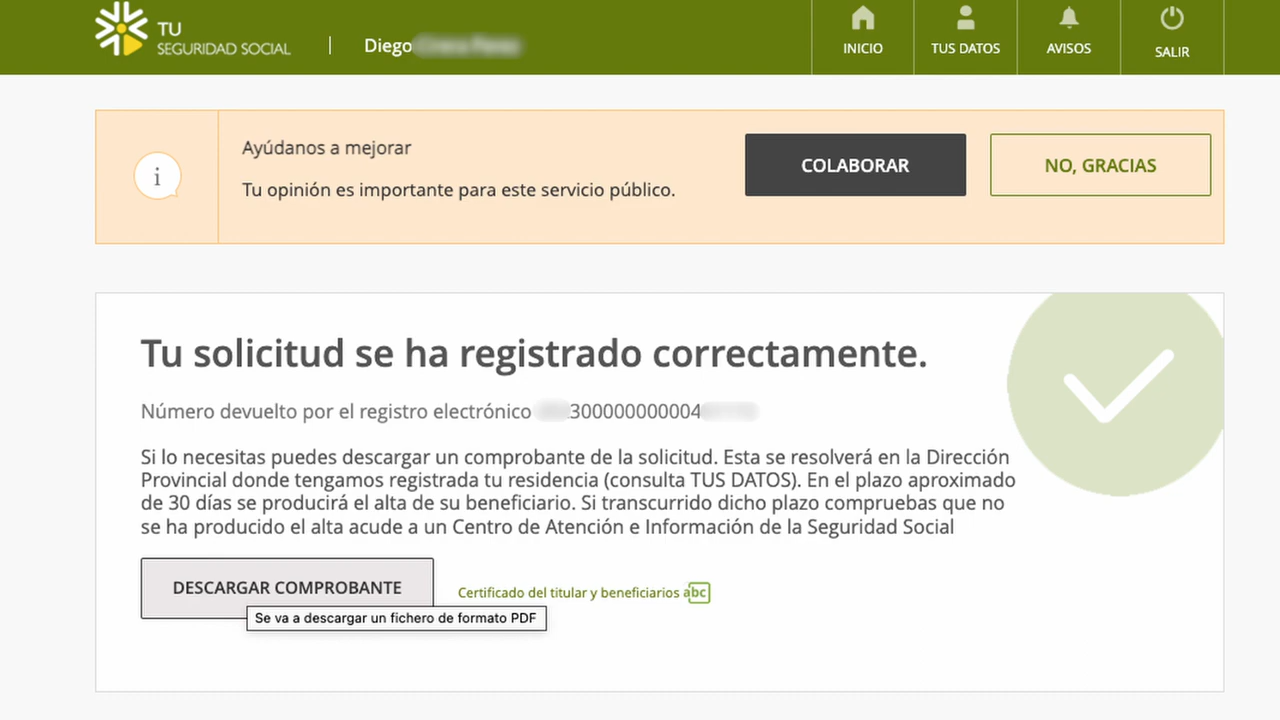 TU
SEGURIDAD SOCIAL
Diego
INICIO
TUS DATOS
AVISOS
SALIR
i
Ayúdanos a mejorar
Tu opinión es importante para este servicio público.
COLABORAR
NO, GRACIAS
Tu solicitud se ha registrado correctamente.
Número devuelto por el registro electrónico 300000000004
Si lo necesitas puedes descargar un comprobante de la solicitud. Esta se resolverá en la Dirección
Provincial donde tengamos registrada tu residencia (consulta TUS DATOS). En el plazo aproximado
de 30 días se producirá el alta de su beneficiario. Si transcurrido dicho plazo compruebas que no
se ha producido el alta acude a un Centro de Atención e Información de la Seguridad Social
DESCARGAR COMPROBANTE
Certificado del titular y beneficiarios abc
Se va a descargar un fichero de formato PDF